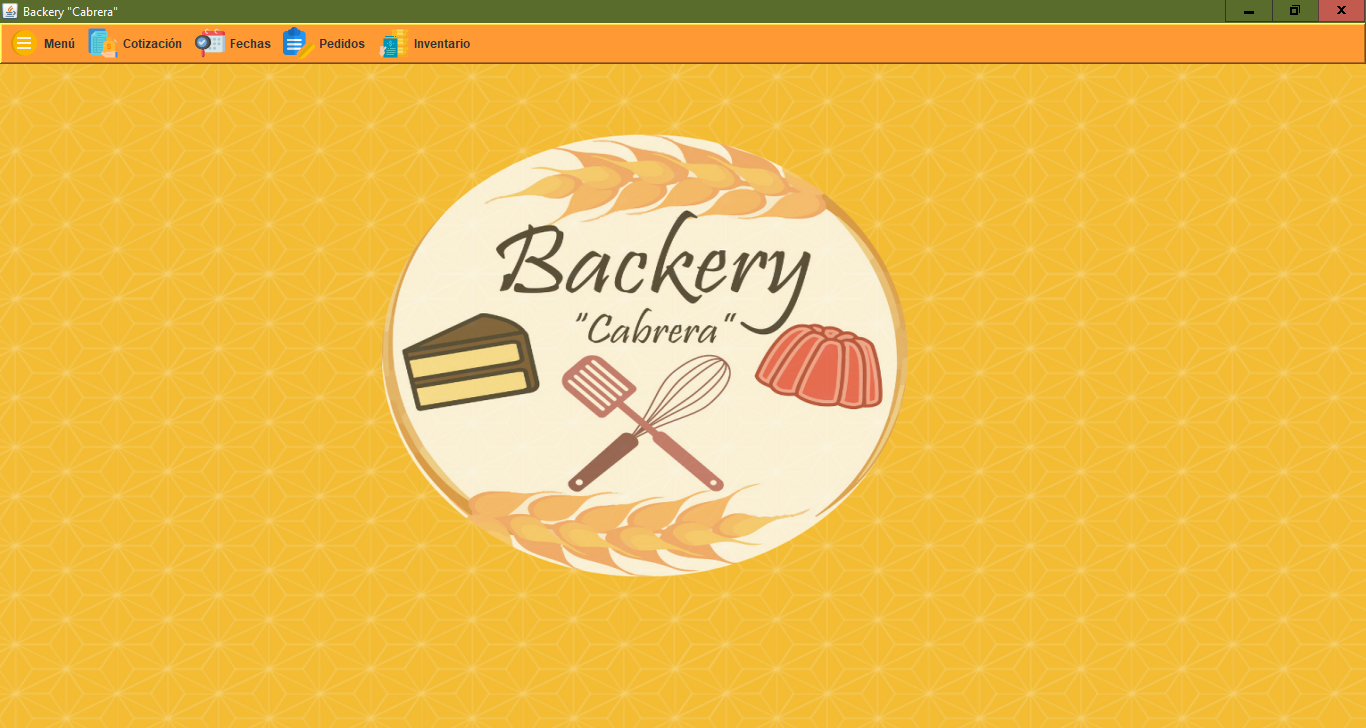 Backery "Cabrera"
Menú Cotización Fechas Pedidos Inventario
Backery
"Cabrera"